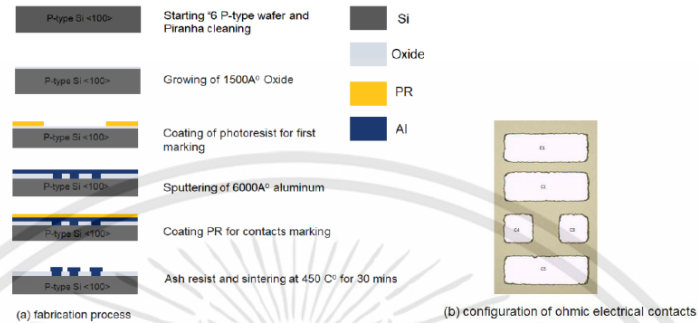 P-type Si <100>
Starting "6 P-type wafer and
Piranha cleaning
P-type Si <100>
Growing of 1500Aº Oxide
P-type Si <100>
Coating of photoresist for first
marking
P-type Si <100>
Sputtering of 6000Aº aluminum
P-type Si <100>
Coating PR for contacts marking
P-type Si <100>
Ash resist and sintering at 450 Cº for 30 mins
(a) fabrication process
Si
Oxide
PR
Al
(b) configuration of ohmic electrical contacts